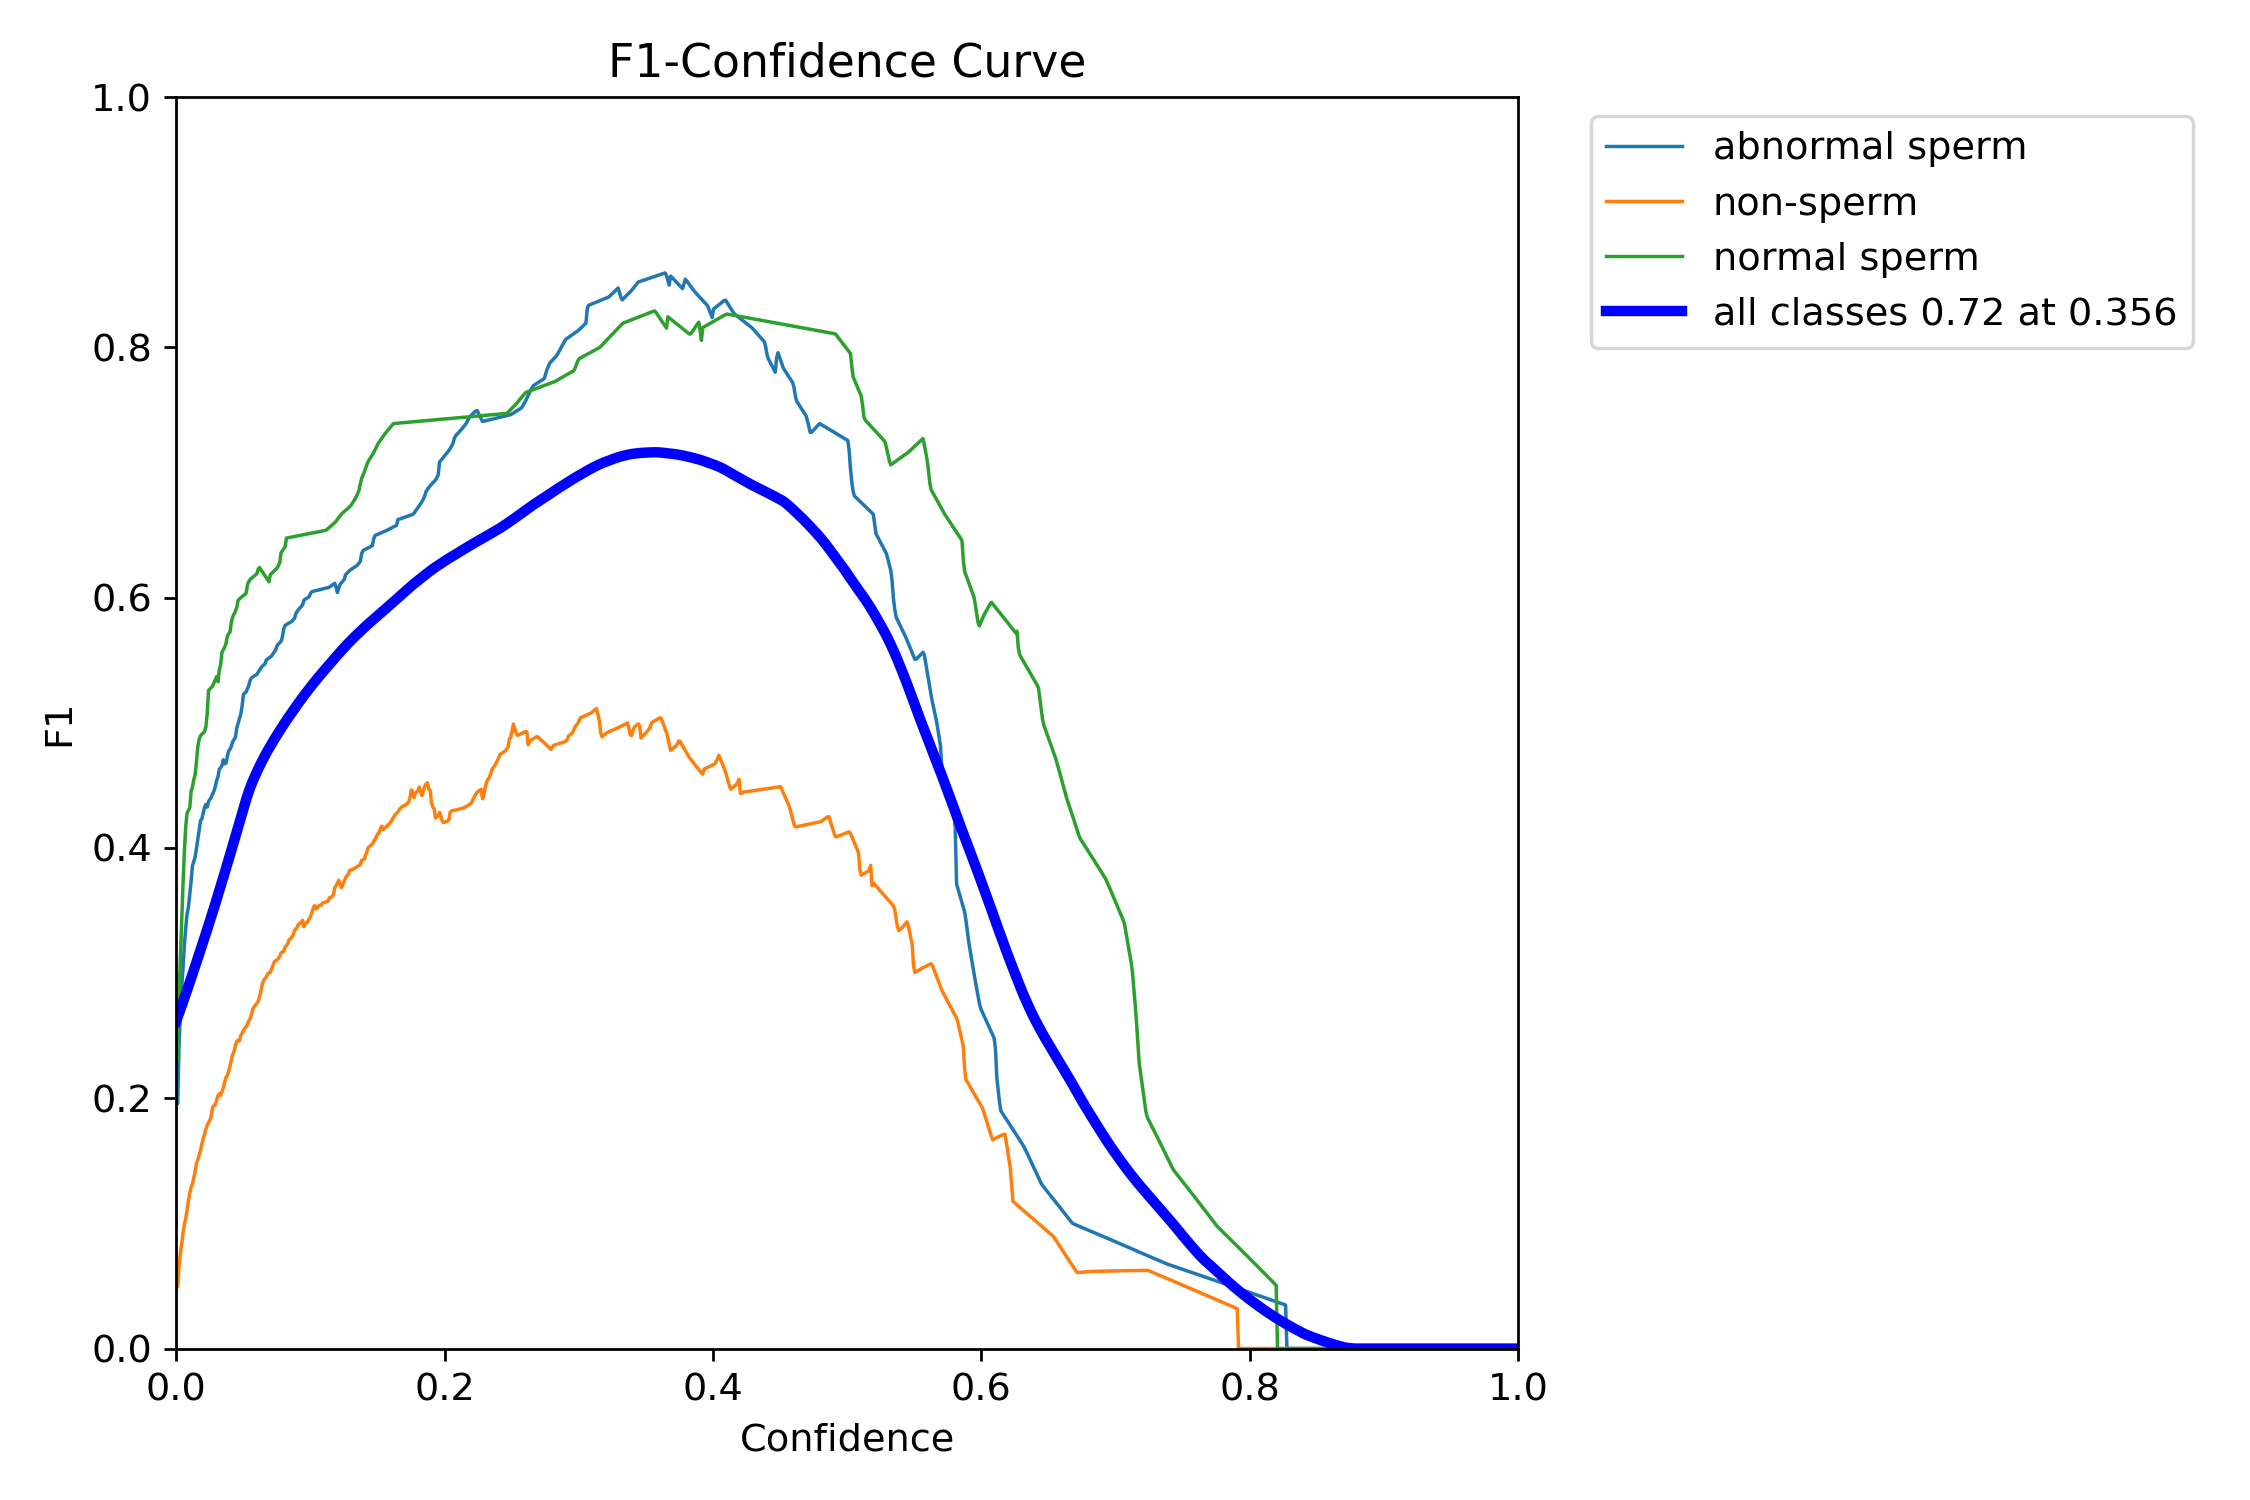 F1-Confidence Curve
abnormal sperm
non-sperm
normal sperm
all classes 0.72 at 0.356
F1
1.0
0.8
0.6
0.4
0.2
0.0
0.0 0.2 0.4 0.6 0.8 1.0
Confidence